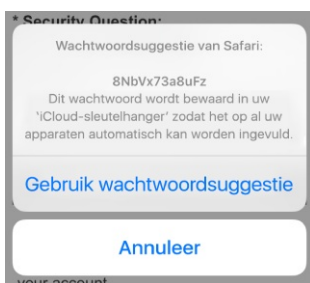 * Security Question:
Wachtwoordsuggestie van Safari:
8NbVx73a8uFz
Dit wachtwoord wordt bewaard in uw
'iCloud-sleutelhanger' zodat het op al uw
apparaten automatisch kan worden ingevuld.
Gebruik wachtwoordsuggestie
Annuleer
your account